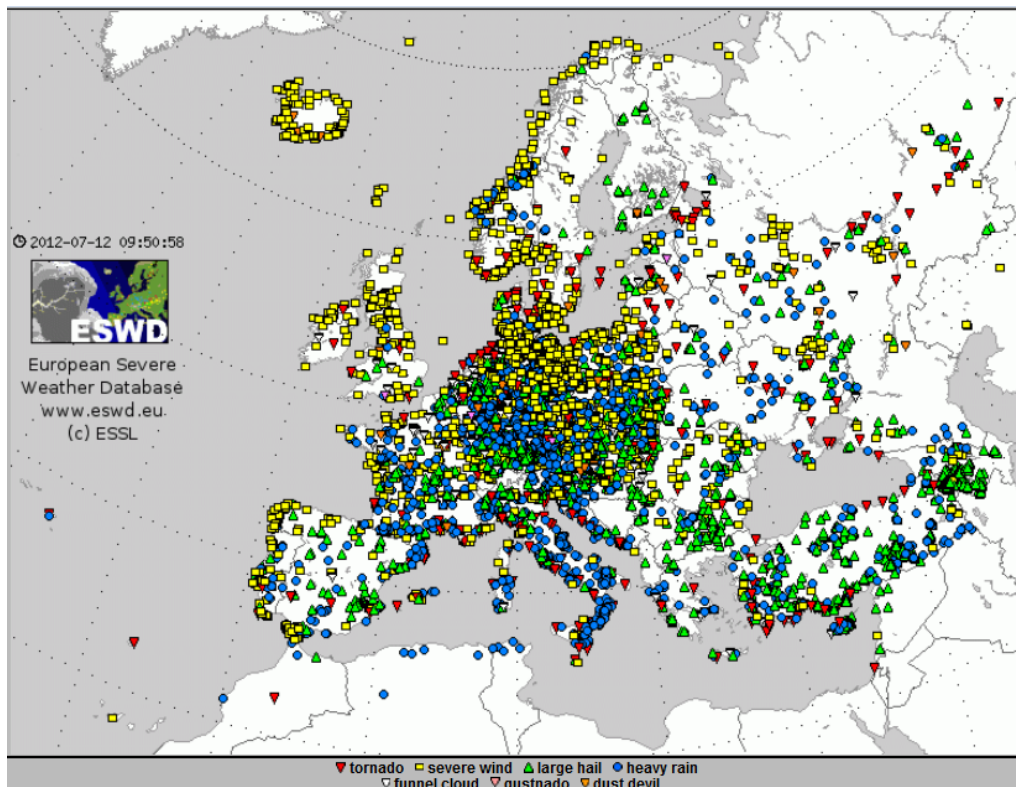 2012-07-12 09:50:58
ESWD
European Severe
Weather Database
www.eswd.eu
(c) ESSL
tornado severe wind large hail heavy rain
funnel cloud gustnado dust devil